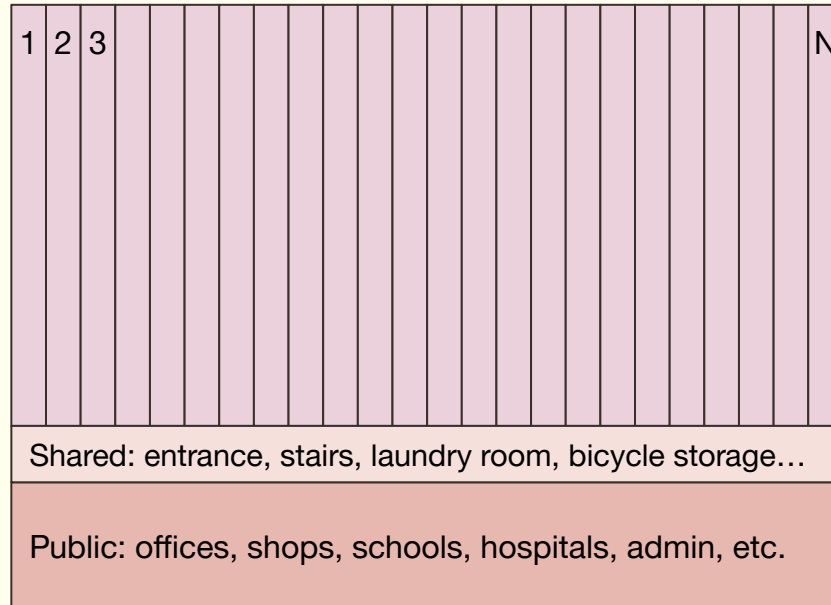 1 2 3 N
Shared: entrance, stairs, laundry room, bicycle storage…
Public: offices, shops, schools, hospitals, admin, etc.